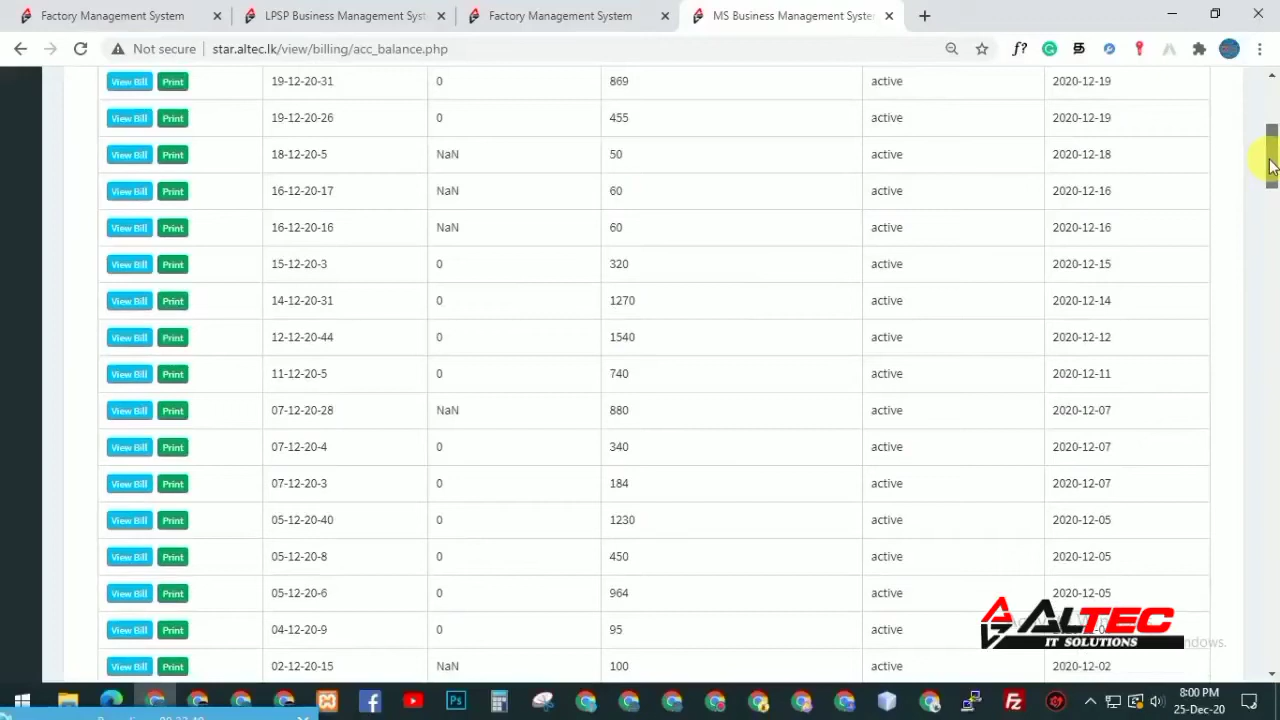 Factory Management System
LPSP Business Management Syst
Factory Management System
MS Business Management System
Not secure
star.altec.lk/view/billing/acc_balance.php
View Bill Print 19-12-20-31 0 869 active 2020-12-19
View Bill Print 19-12-20-26 0 455 active 2020-12-19
View Bill Print 18-12-20-5 NaN 50 active 2020-12-18
View Bill Print 16-12-20-17 NaN 60 active 2020-12-16
View Bill Print 16-12-20-16 NaN 60 active 2020-12-16
View Bill Print 15-12-20-3 0 320 active 2020-12-15
View Bill Print 14-12-20-31 0 1270 active 2020-12-14
View Bill Print 12-12-20-44 0 1540 active 2020-12-12
View Bill Print 11-12-20-5 0 740 active 2020-12-11
View Bill Print 07-12-20-28 NaN 880 active 2020-12-07
View Bill Print 07-12-20-4 0 340 active 2020-12-07
View Bill Print 07-12-20-3 0 184 active 2020-12-07
View Bill Print 05-12-20-40 0 1230 active 2020-12-05
View Bill Print 05-12-20-8 0 450 active 2020-12-05
View Bill Print 05-12-20-6 0 964 active 2020-12-05
View Bill Print 04-12-20-9 0 95 active
ALTEC
IT SOLUTIONS
ndows.
View Bill Print 02-12-20-15 NaN 100 active 2020-12-02
8:00 PM
25-Dec-20